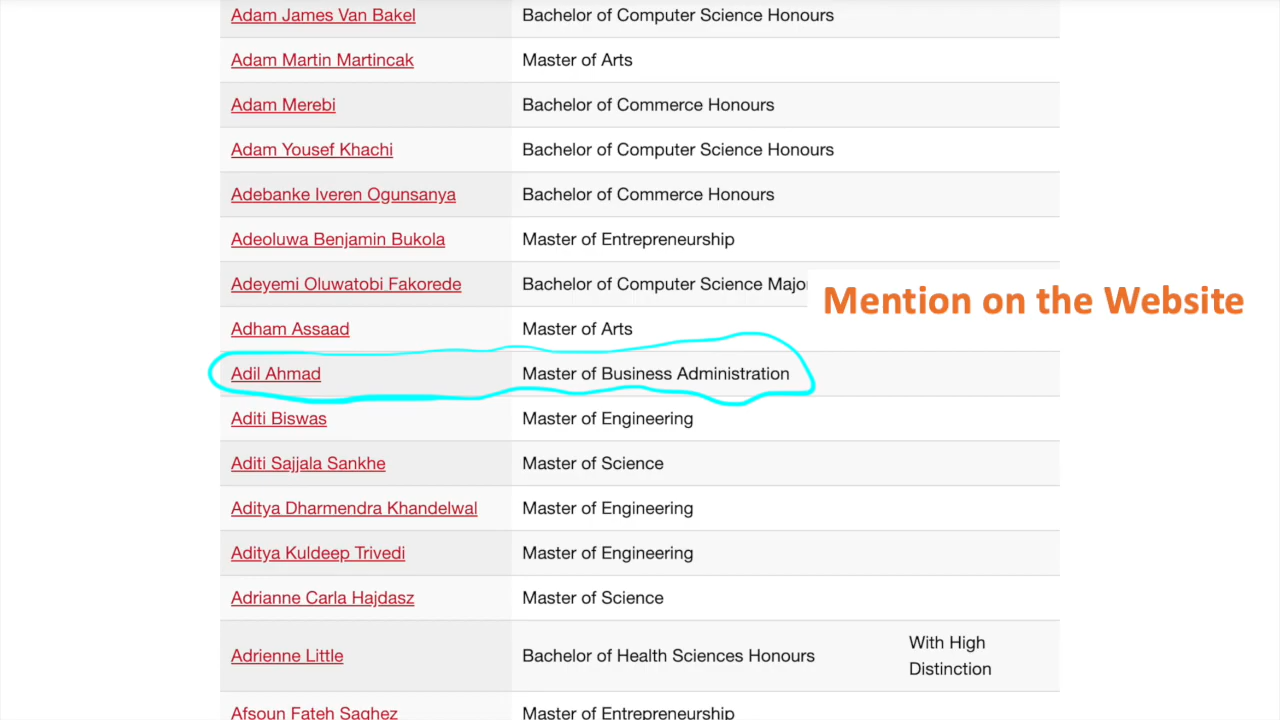 Adam James Van Bakel Bachelor of Computer Science Honours
Adam Martin Martincak Master of Arts
Adam Merebi Bachelor of Commerce Honours
Adam Yousef Khachi Bachelor of Computer Science Honours
Adebanke Iveren Ogunsanya Bachelor of Commerce Honours
Adeoluwa Benjamin Bukola Master of Entrepreneurship
Adeyemi Oluwatobi Fakorede Bachelor of Computer Science Majo
Mention on the Website
Adham Assaad Master of Arts
Adil Ahmad Master of Business Administration
Aditi Biswas Master of Engineering
Aditi Sajjala Sankhe Master of Science
Aditya Dharmendra Khandelwal Master of Engineering
Aditya Kuldeep Trivedi Master of Engineering
Adrianne Carla Hajdasz Master of Science
Adrienne Little Bachelor of Health Sciences Honours With High
Distinction
Afsoun Fateh Saghez Master of Entrepreneurship